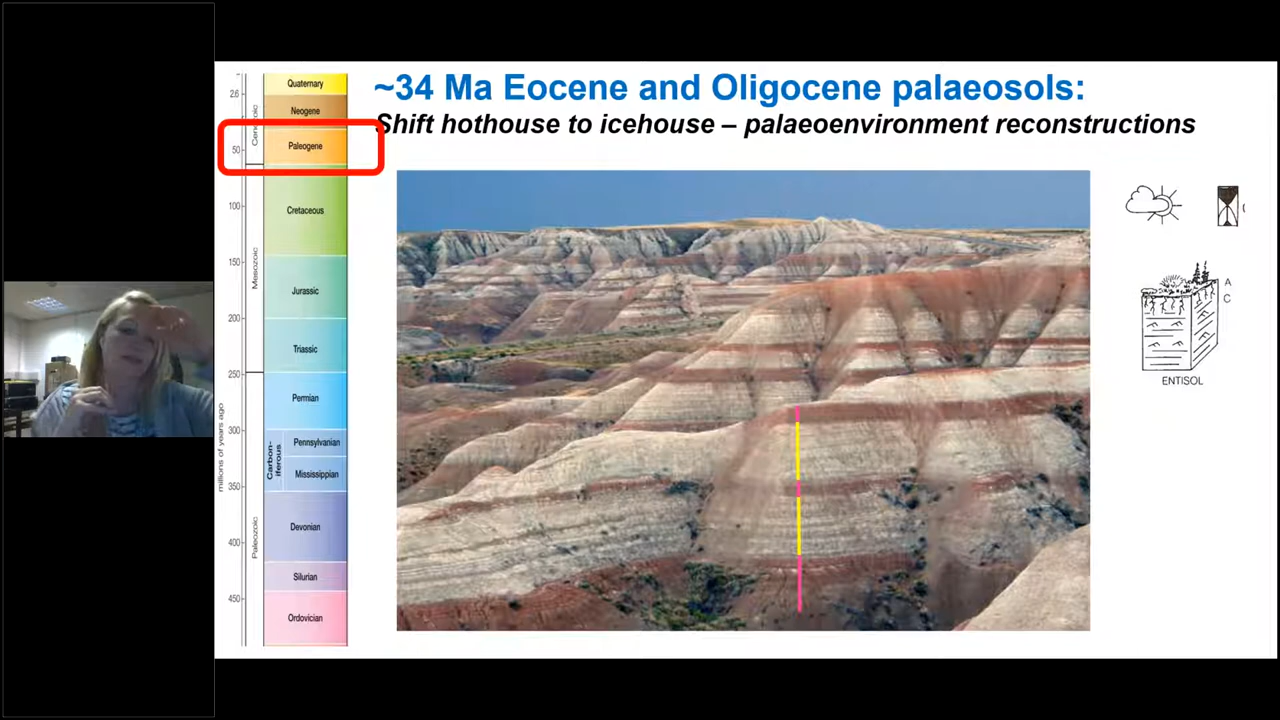 ~34 Ma Eocene and Oligocene palaeosols:
Shift hothouse to icehouse – palaeoenvironment reconstructions
Quaternary
2.6
Neogene
Paleogene
50
Cretaceous
100
150
Mesozoic
Jurassic
200
Triassic
250
Permian
300
Pennsylvanian
Carbon-
iferous
Mississippian
350
millions of years ago
Devonian
400
Paleozoic
Silurian
450
Ordovician
A
C
ENTISOL